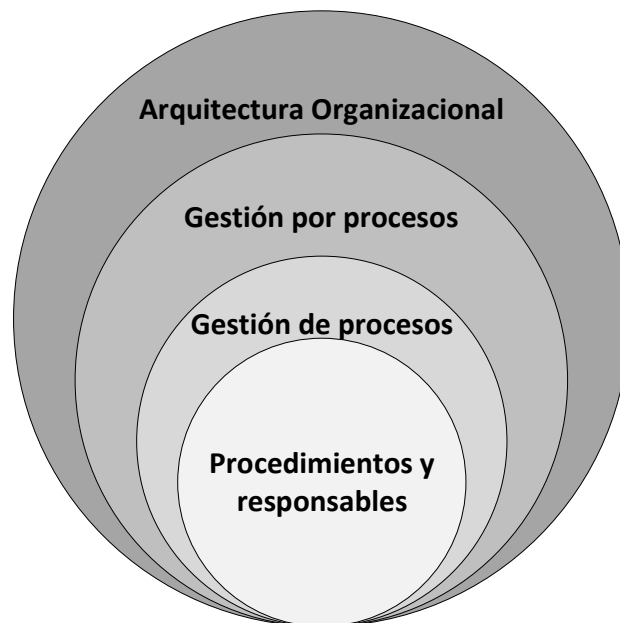 Arquitectura Organizacional
Gestión por procesos
Gestión de procesos
Procedimientos y
responsables